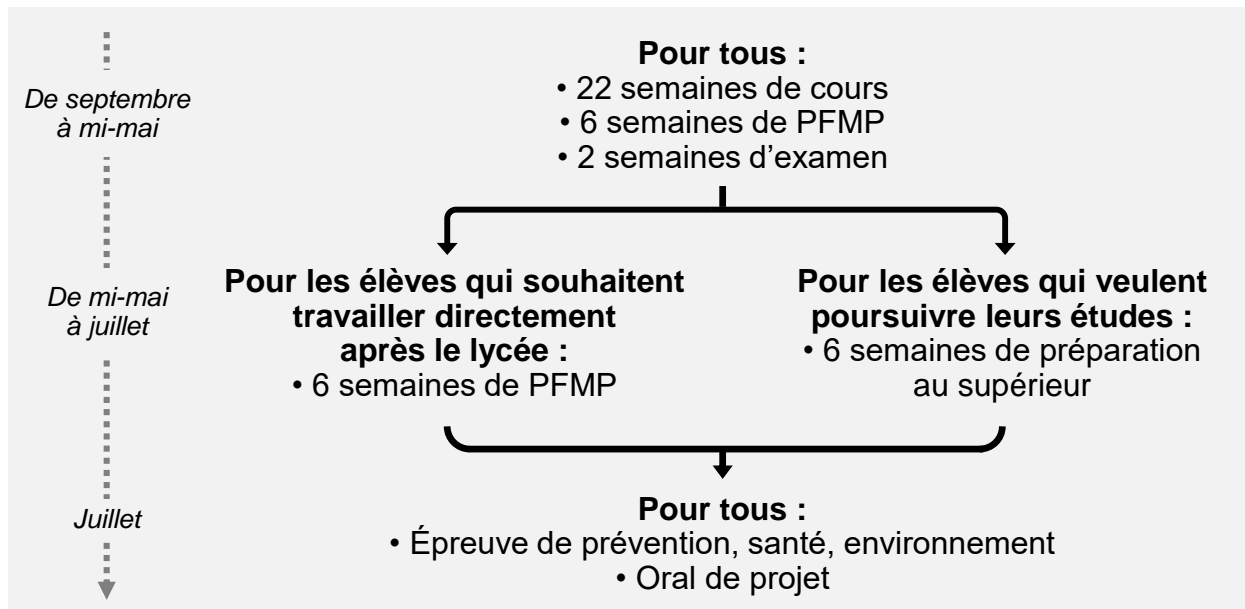 De septembre
à mi-mai
Pour tous :
• 22 semaines de cours
• 6 semaines de PFMP
• 2 semaines d’examen
De mi-mai
à juillet
Pour les élèves qui souhaitent
travailler directement
après le lycée :
• 6 semaines de PFMP
Pour les élèves qui veulent
poursuivre leurs études :
• 6 semaines de préparation
au supérieur
Juillet
Pour tous :
• Épreuve de prévention, santé, environnement
• Oral de projet